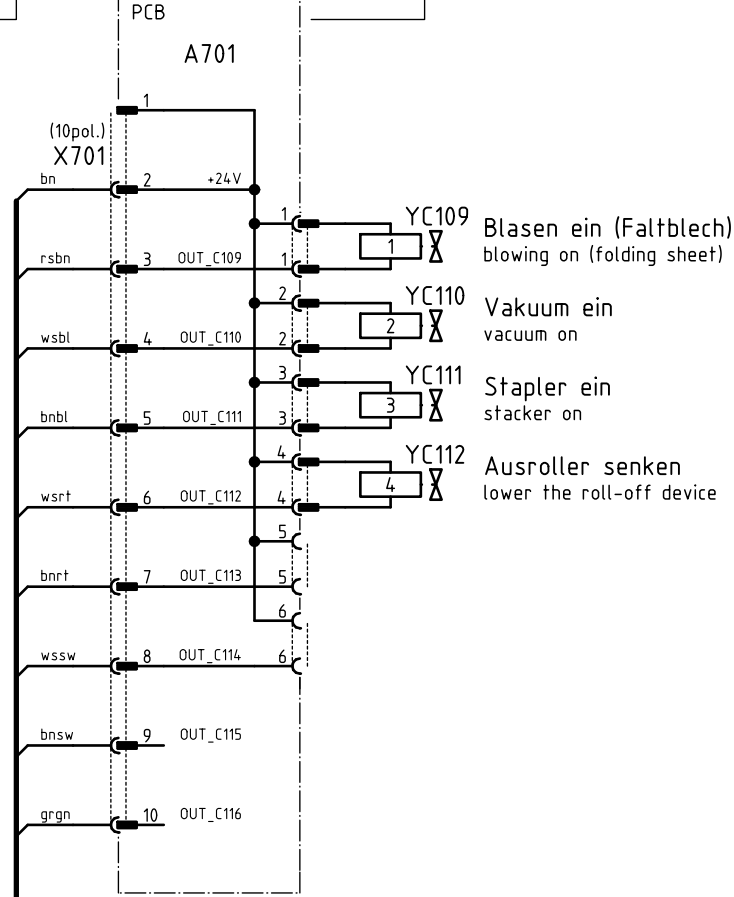 PCB
A701
1
(10pol.)
X701
bn 2 +24V
1 YC109 Blasen ein (Faltblech)
1 blowing on (folding sheet)
rsbn 3 OUT_C109 1
2 YC110 Vakuum ein
2 vacuum on
wsbl 4 OUT_C110 2
3 YC111 Stapler ein
3 stacker on
bnbl 5 OUT_C111 3
4 YC112 Ausroller senken
4 lower the roll-off device
wsrt 6 OUT_C112 4
5
bnrt 7 OUT_C113 5
6
wssw 8 OUT_C114 6
bnsw 9 OUT_C115
grgn 10 OUT_C116